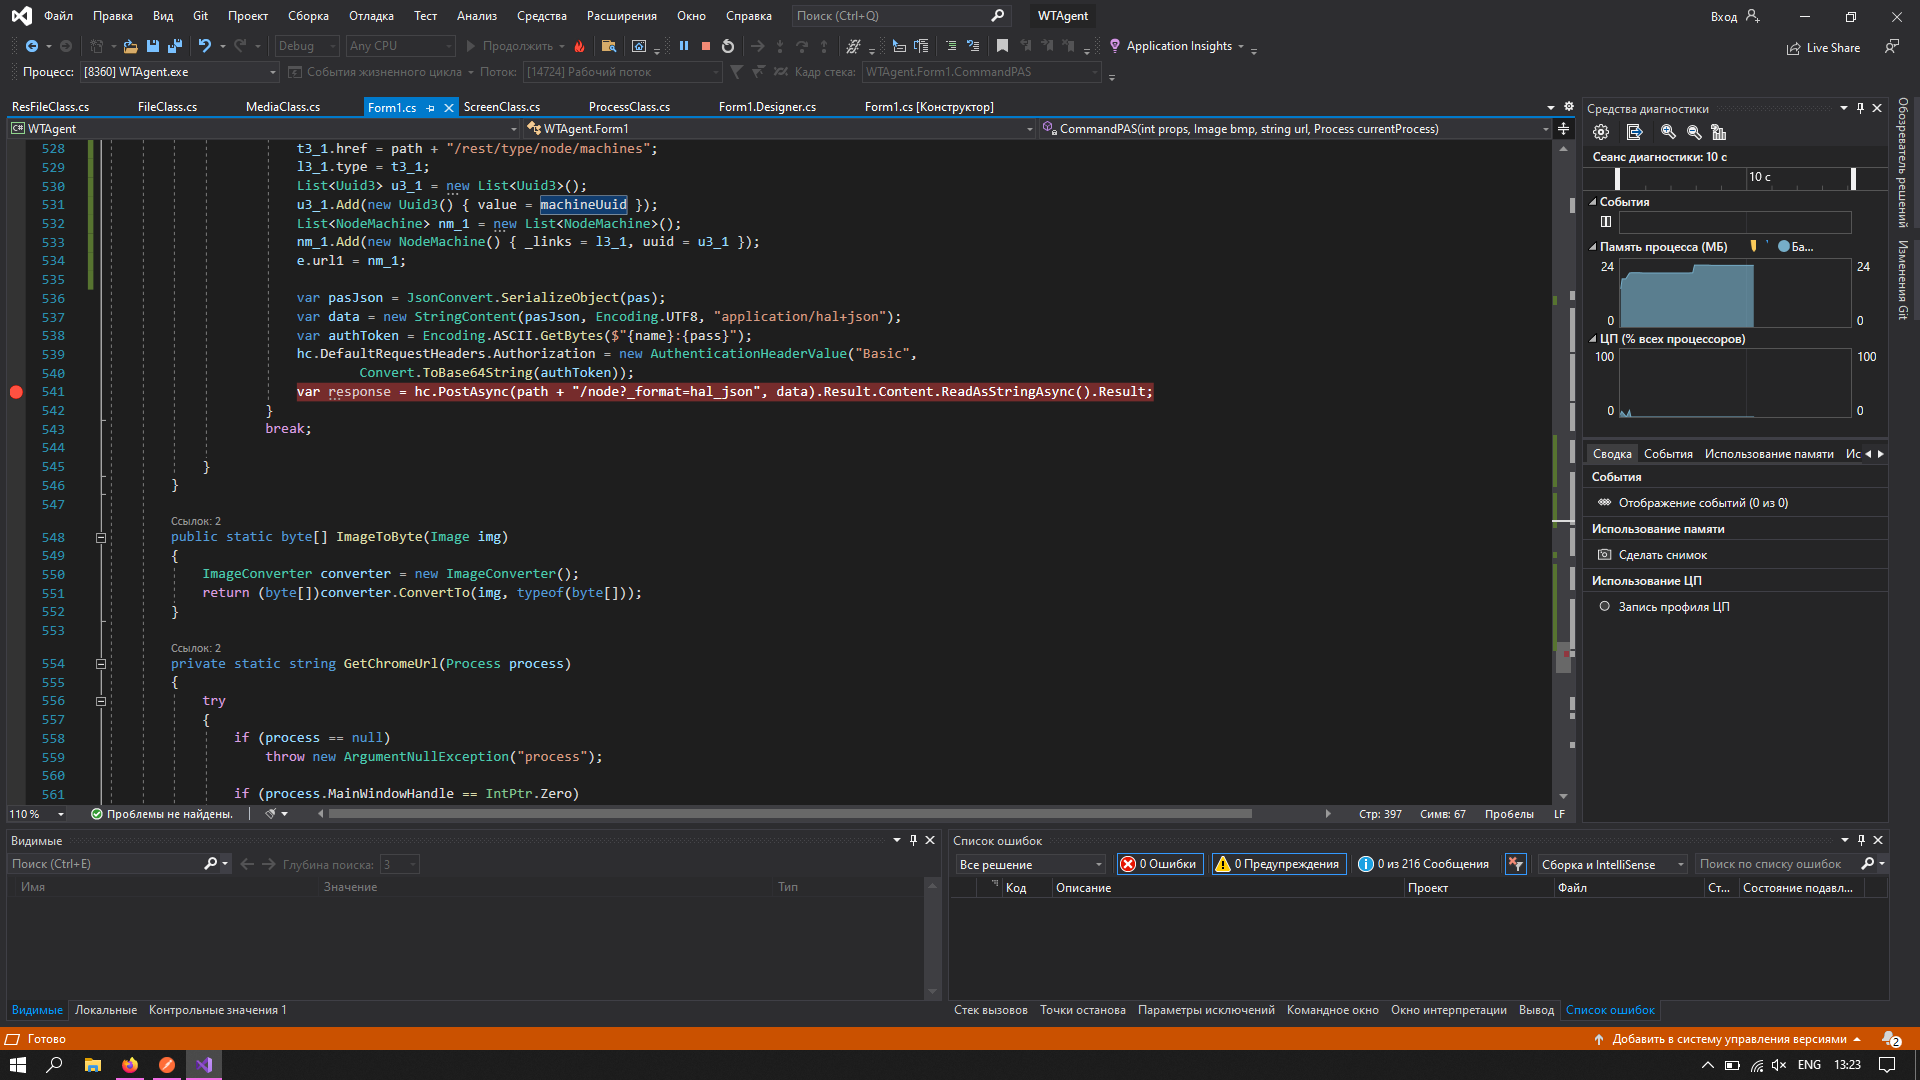 Файл Правка Вид Git Проект Сборка Отладка Тест Анализ Средства Расширения Окно Справка Поиск (Ctrl+Q) WTAgent Вход
Debug Any CPU Продолжить Application Insights Live Share
Процесс: [8360] WTAgent.exe События жизненного цикла Поток: [14724] Рабочий поток Кадр стека: WTAgent.Form1.CommandPAS
ResFileClass.cs FileClass.cs MediaClass.cs Form1.cs ScreenClass.cs ProcessClass.cs Form1.Designer.cs Form1.cs [Конструктор]
WTAgent WTAgent.Form1 CommandPAS(int props, Image bmp, string url, Process currentProcess)
528 t3_1.href = path + "/rest/type/node/machines";
529 l3_1.type = t3_1;
530 List<Uuid3> u3_1 = new List<Uuid3>();
531 u3_1.Add(new Uuid3() { value = machineUuid });
532 List<NodeMachine> nm_1 = new List<NodeMachine>();
533 nm_1.Add(new NodeMachine() { _links = l3_1, uuid = u3_1 });
534 e.url1 = nm_1;
535
536 var pasJson = JsonConvert.SerializeObject(pas);
537 var data = new StringContent(pasJson, Encoding.UTF8, "application/hal+json");
538 var authToken = Encoding.ASCII.GetBytes($"{name}:{pass}");
539 hc.DefaultRequestHeaders.Authorization = new AuthenticationHeaderValue("Basic",
540 Convert.ToBase64String(authToken));
541 var response = hc.PostAsync(path + "/node?_format=hal_json", data).Result.Content.ReadAsStringAsync().Result;
542 }
543 break;
544
545 }
546 }
547
Ссылок: 2
548 public static byte[] ImageToByte(Image img)
549 {
550 ImageConverter converter = new ImageConverter();
551 return (byte[])converter.ConvertTo(img, typeof(byte[]));
552 }
553
Ссылок: 2
554 private static string GetChromeUrl(Process process)
555 {
556 try
557 {
558 if (process == null)
559 throw new ArgumentNullException("process");
560
561 if (process.MainWindowHandle == IntPtr.Zero)
110 % Проблемы не найдены. Стр: 397 Симв: 67 Пробелы LF
Средства диагностики
Сеанс диагностики: 10 с
10 с
События
Память процесса (МБ) Ба...
24 24
0 0
ЦП (% всех процессоров)
100 100
0 0
Сводка События Использование памяти Ис
События
Отображение событий (0 из 0)
Использование памяти
Сделать снимок
Использование ЦП
Запись профиля ЦП
Обозреватель решений
Изменения Git
Видимые
Поиск (Ctrl+E) Глубина поиска: 3
Имя Значение Тип
Видимые Локальные Контрольные значения 1
Список ошибок
Все решение 0 Ошибки 0 Предупреждения 0 из 216 Сообщения Сборка и IntelliSense Поиск по списку ошибок
Код Описание Проект Файл Ст... Состояние подавл...
Стек вызовов Точки останова Параметры исключений Командное окно Окно интерпретации Вывод Список ошибок
Готово Добавить в систему управления версиями 2
ENG 13:23